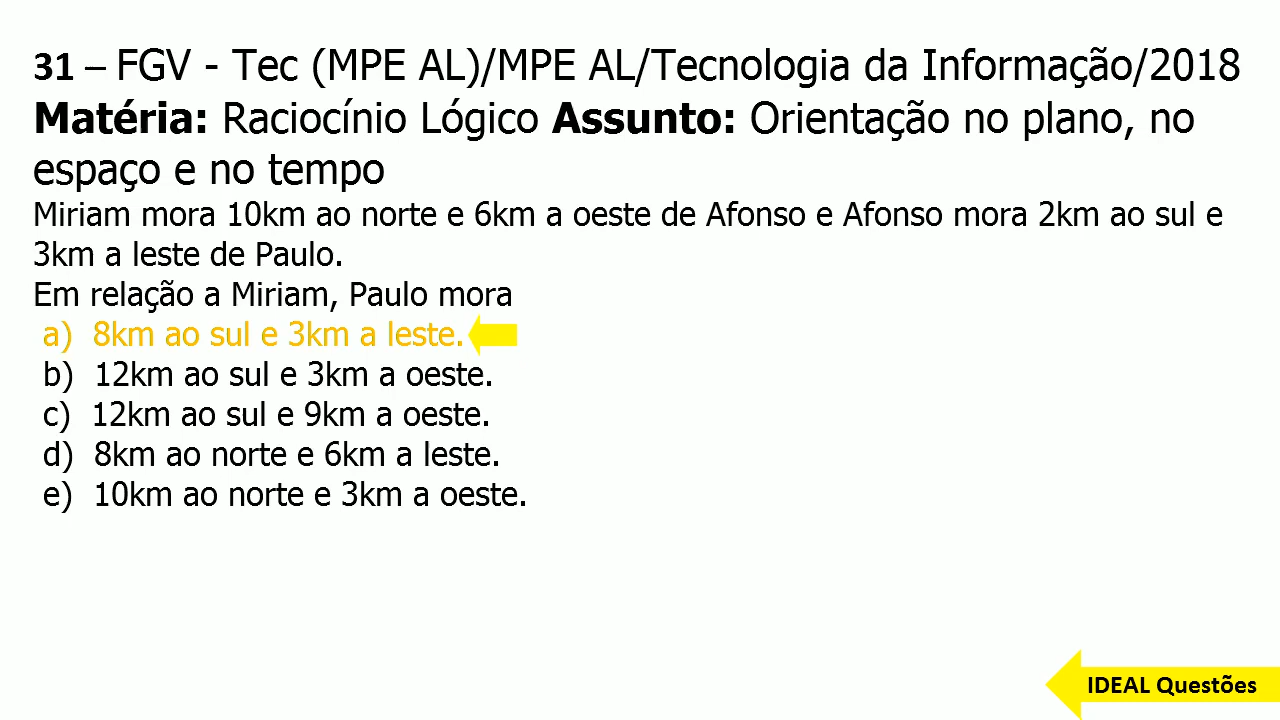 31 – FGV - Tec (MPE AL)/MPE AL/Tecnologia da Informação/2018
Matéria: Raciocínio Lógico Assunto: Orientação no plano, no
espaço e no tempo
Miriam mora 10km ao norte e 6km a oeste de Afonso e Afonso mora 2km ao sul e
3km a leste de Paulo.
Em relação a Miriam, Paulo mora
a) 8km ao sul e 3km a leste.
b) 12km ao sul e 3km a oeste.
c) 12km ao sul e 9km a oeste.
d) 8km ao norte e 6km a leste.
e) 10km ao norte e 3km a oeste.
IDEAL Questões